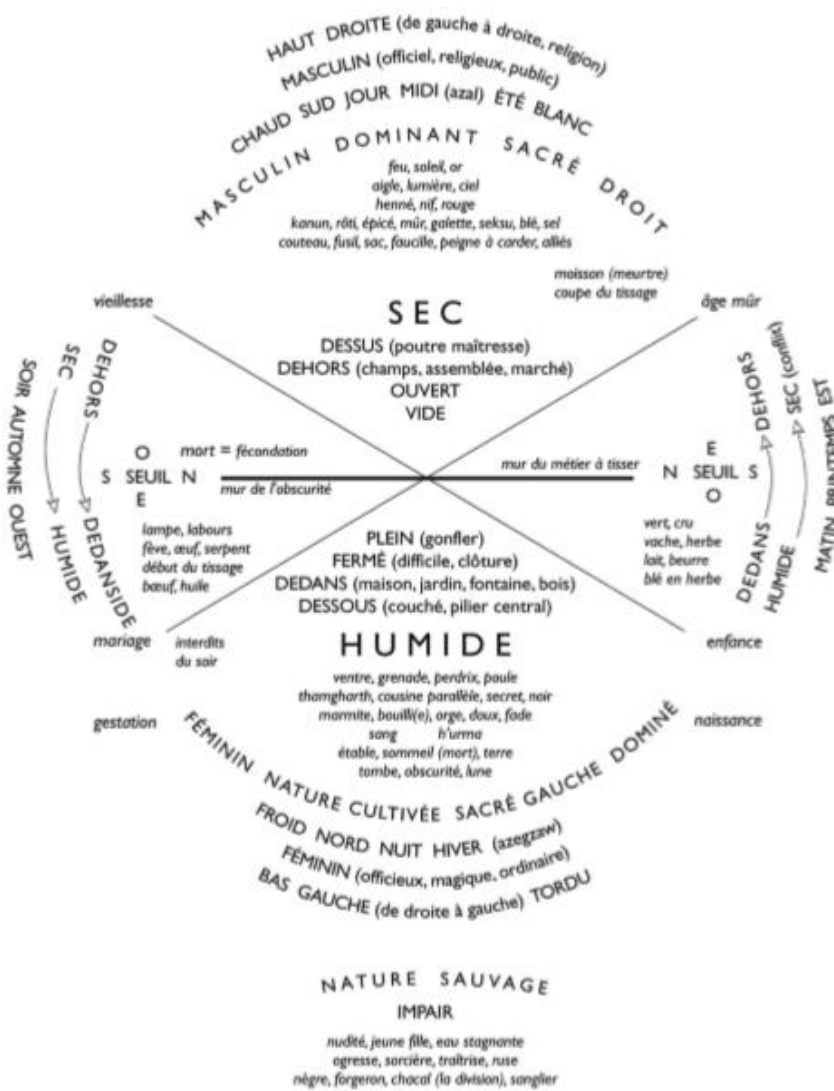 HAUT DROITE (de gauche à droite, religion)
MASCULIN (officiel, religieux, public)
CHAUD SUD JOUR MIDI (azal) ÉTÉ BLANC
MASCULIN DOMINANT SACRÉ DROIT
feu, soleil, or
aigle, lumière, ciel
henné, nif, rouge
kanun, rôti, épicé, mûr, galette, seksu, blé, sel
couteau, fusil, soc, faucille, peigne à carder, alliés
moisson (meurtre)
coupe du tissage
vieillesse
âge mûr
SEC
DESSUS (poutre maîtresse)
DEHORS (champs, assemblée, marché)
OUVERT
VIDE
SOIR AUTOMNE OUEST
SEC
HUMIDE
DEHORS
DEDANSIDE
O
S SEUIL N
E
mort = fécondation
mur de l'obscurité
mur du métier à tisser
E
N SEUIL S
O
DEDANS
DEHORS
HUMIDE
SEC (conflit)
MATIN PRINTEMPS EST
lampe, labours
fève, œuf, serpent
début du tissage
bœuf, huile
vert, cru
vache, herbe
lait, beurre
blé en herbe
PLEIN (gonfler)
FERMÉ (difficile, clôture)
DEDANS (maison, jardin, fontaine, bois)
DESSOUS (couché, pilier central)
mariage
interdits
du soir
enfance
HUMIDE
ventre, grenade, perdrix, poule
thamgharth, cousine parallèle, secret, noir
marmite, bouilli(e), orge, doux, fade
sang h'urma
étable, sommeil (mort), terre
tombe, obscurité, lune
gestation
naissance
FÉMININ NATURE CULTIVÉE SACRÉ GAUCHE DOMINÉ
FROID NORD NUIT HIVER (azegzaw)
FÉMININ (officieux, magique, ordinaire)
BAS GAUCHE (de droite à gauche) TORDU
NATURE SAUVAGE
IMPAIR
nudité, jeune fille, eau stagnante
ogresse, sorcière, traîtrise, ruse
nègre, forgeron, chacal (la division), sanglier